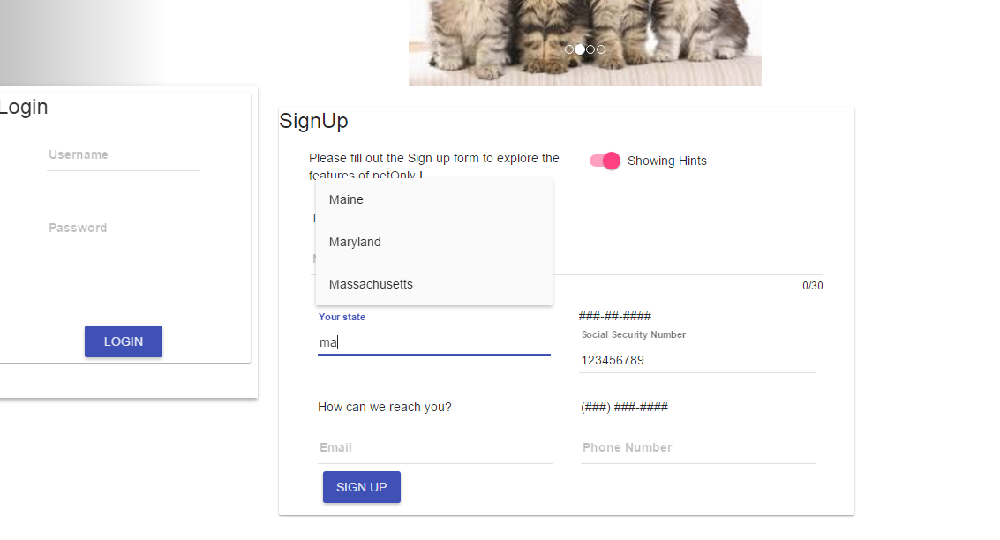 Login
Username
Password
LOGIN
SignUp
Please fill out the Sign up form to explore the
features of petOnly !
Showing Hints
Maine
Maryland
Massachusetts
0/30
Your state
ma
###-##-####
Social Security Number
123456789
How can we reach you?
(###) ###-####
Email
Phone Number
SIGN UP